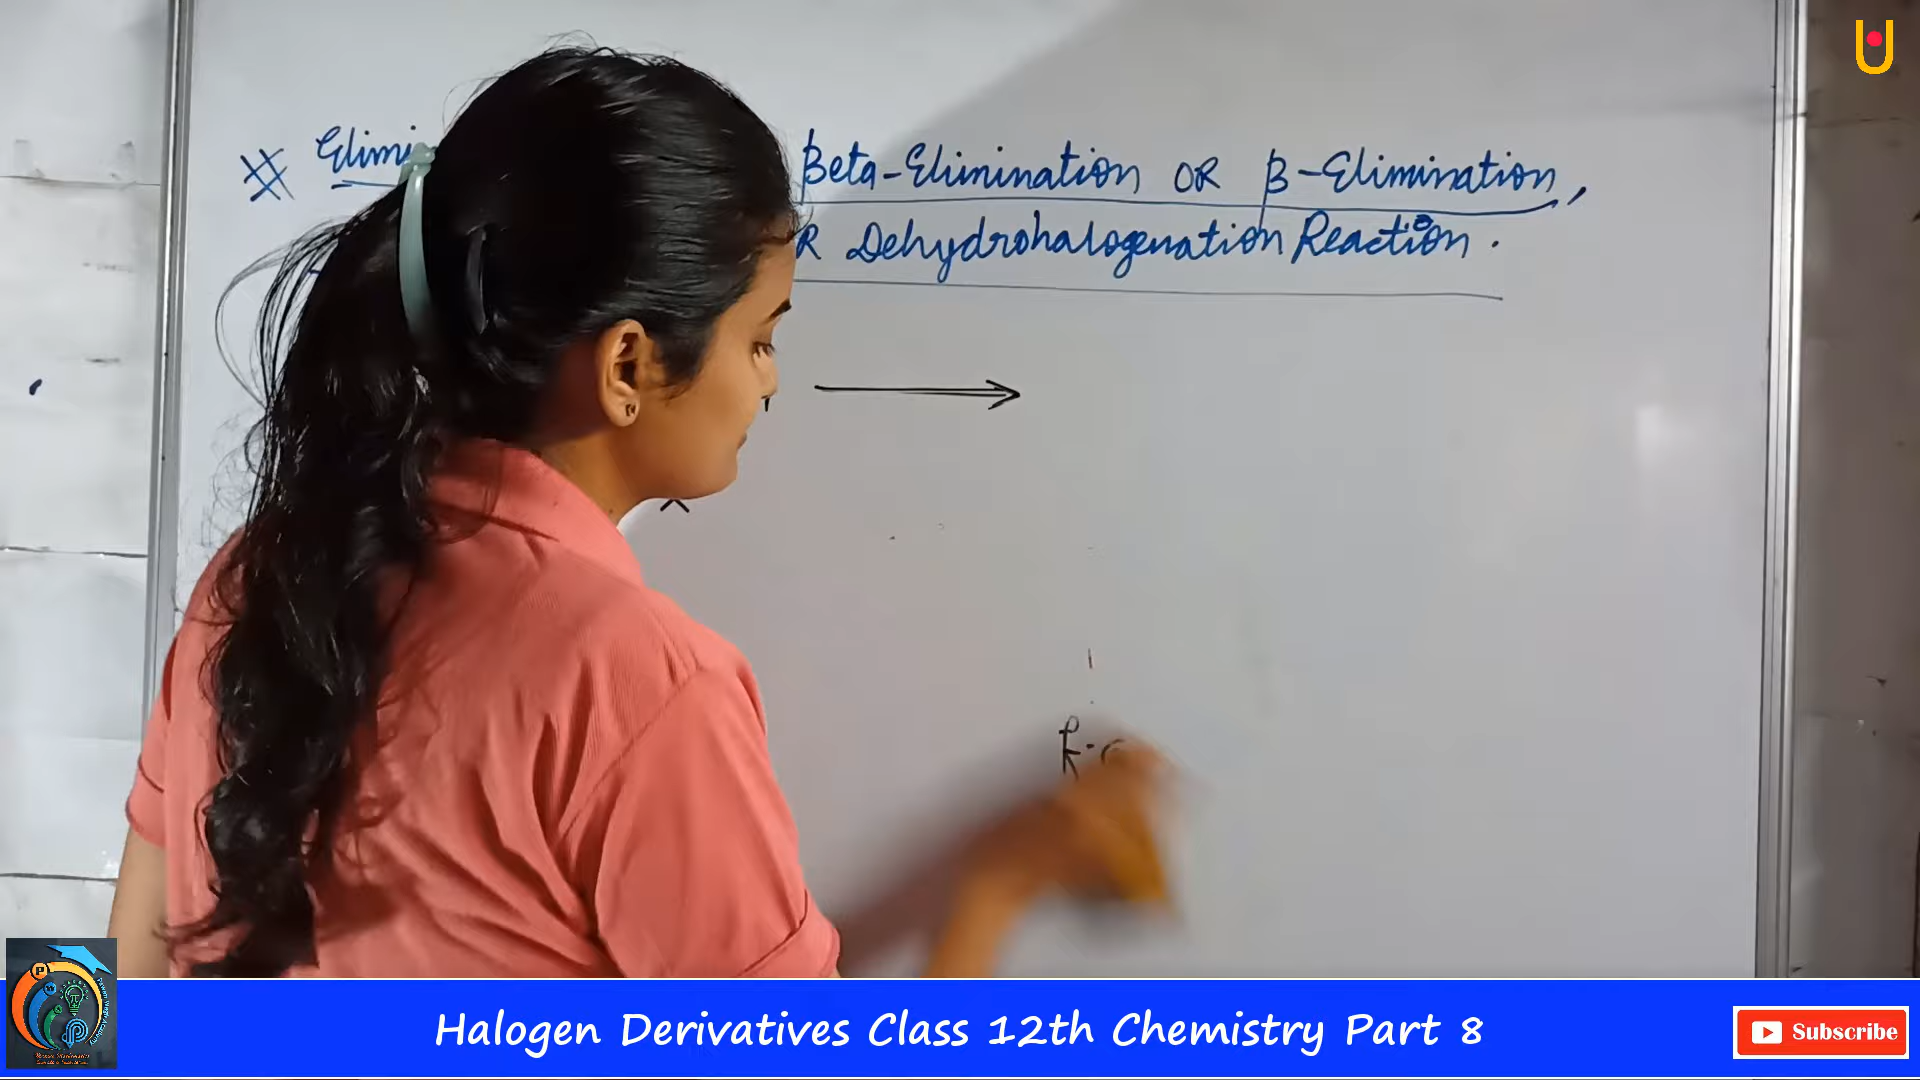 # Elimi Beta-Elimination OR β-Elimination,
R Dehydrohalogenation Reaction.
Halogen Derivatives Class 12th Chemistry Part 8
Subscribe